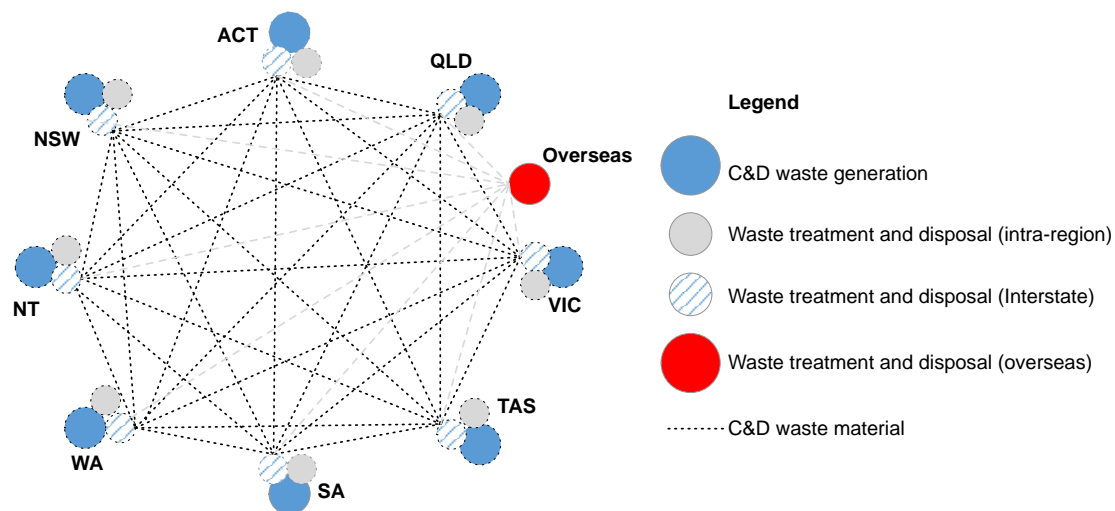 ACT
QLD
NSW
Overseas
NT
VIC
WA
TAS
SA
Legend
C&D waste generation
Waste treatment and disposal (intra-region)
Waste treatment and disposal (Interstate)
Waste treatment and disposal (overseas)
C&D waste material